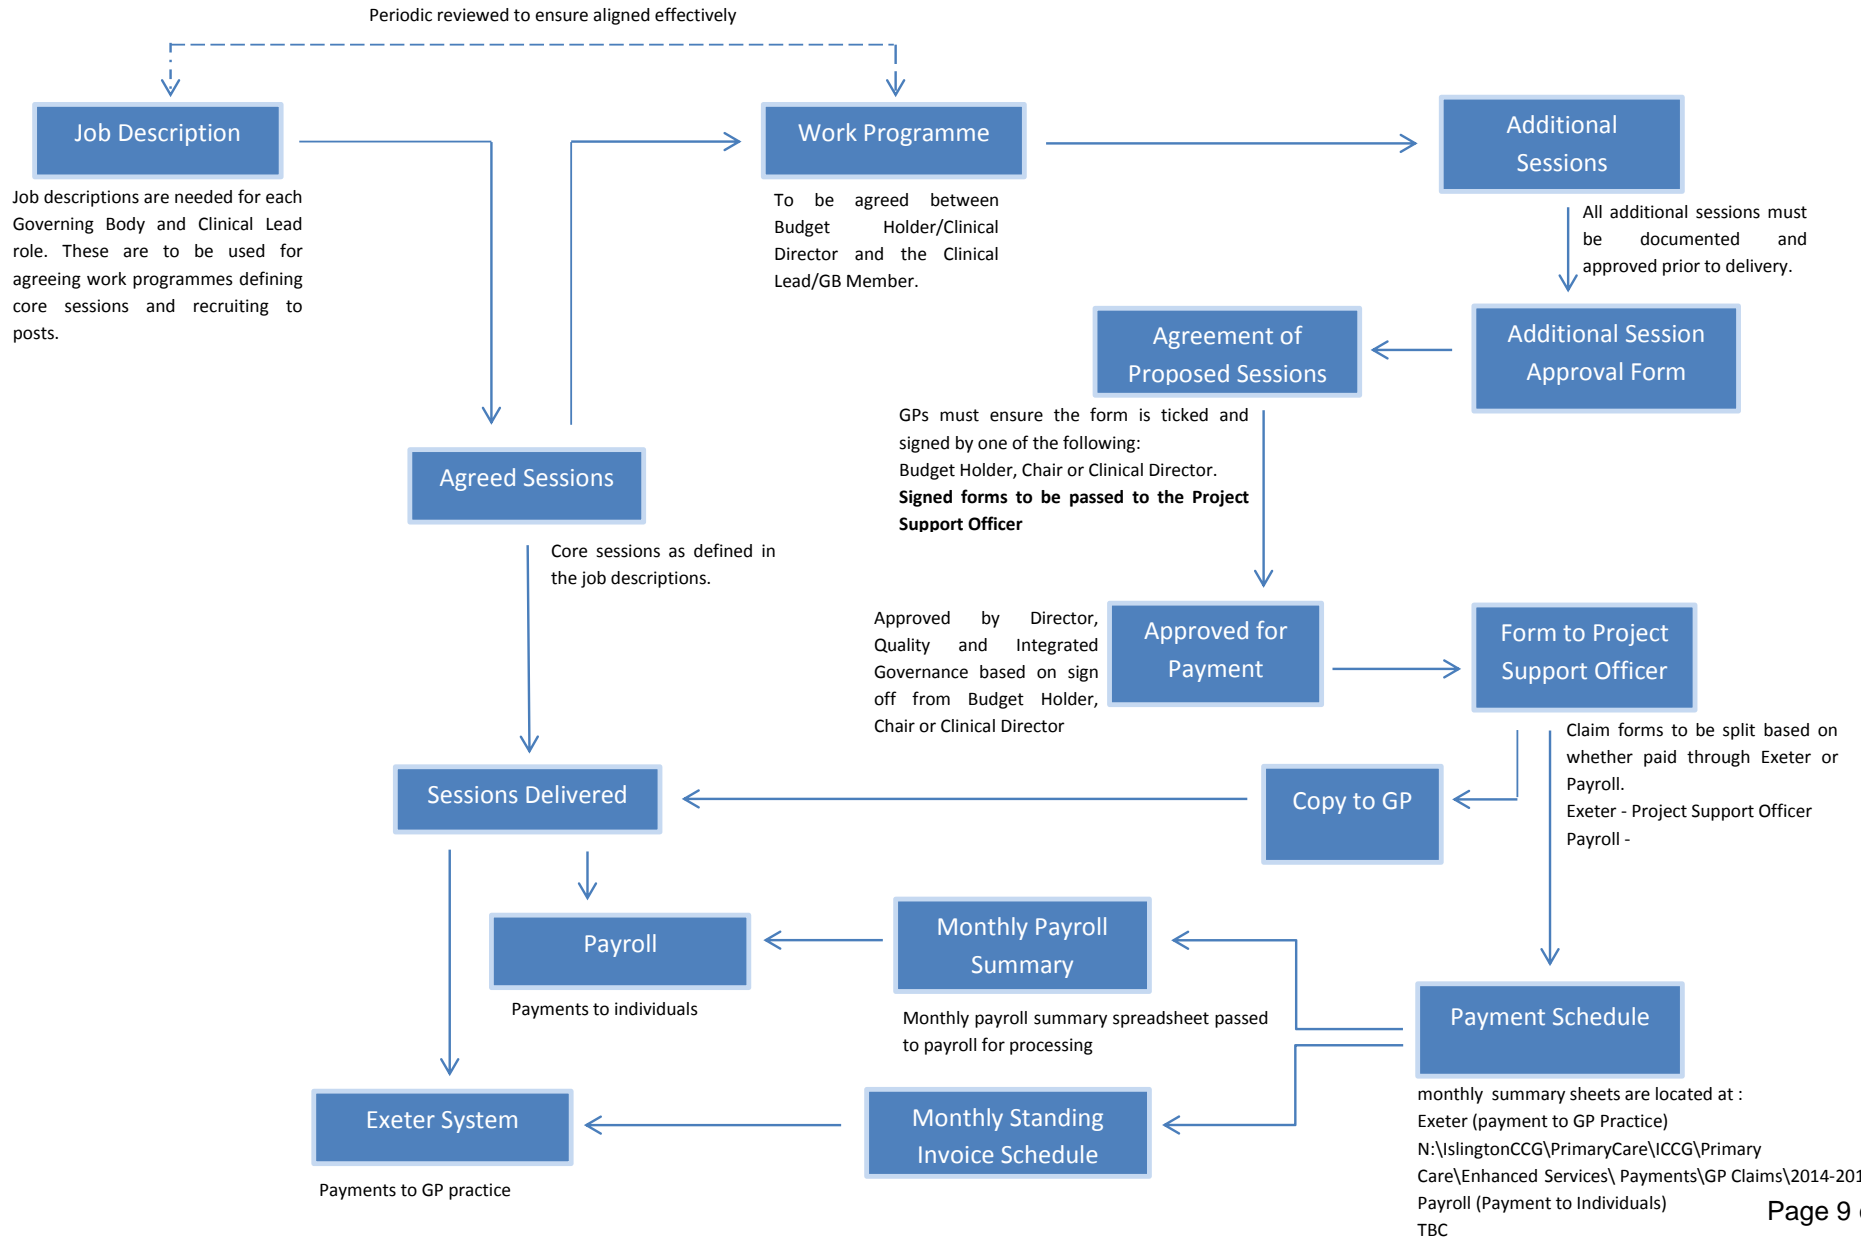 Periodic reviewed to ensure aligned effectively
Job Description
Job descriptions are needed for each
Governing Body and Clinical Lead
role. These are to be used for
agreeing work programmes defining
core sessions and recruiting to
posts.
Work Programme
To be agreed between
Budget Holder/Clinical
Director and the Clinical
Lead/GB Member.
Additional
Sessions
All additional sessions must
be documented and
approved prior to delivery.
Additional Session
Approval Form
Agreement of
Proposed Sessions
GPs must ensure the form is ticked and
signed by one of the following:
Budget Holder, Chair or Clinical Director.
Signed forms to be passed to the Project
Support Officer
Agreed Sessions
Core sessions as defined in
the job descriptions.
Approved by Director,
Quality and Integrated
Governance based on sign
off from Budget Holder,
Chair or Clinical Director
Approved for
Payment
Form to Project
Support Officer
Claim forms to be split based on
whether paid through Exeter or
Payroll.
Exeter - Project Support Officer
Payroll -
Sessions Delivered
Copy to GP
Payroll
Payments to individuals
Monthly Payroll
Summary
Monthly payroll summary spreadsheet passed
to payroll for processing
Payment Schedule
monthly summary sheets are located at :
Exeter (payment to GP Practice)
N:\IslingtonCCG\PrimaryCare\ICCG\Primary
Care\Enhanced Services\ Payments\GP Claims\2014-201
Payroll (Payment to Individuals)
TBC
Exeter System
Payments to GP practice
Monthly Standing
Invoice Schedule
Page 9